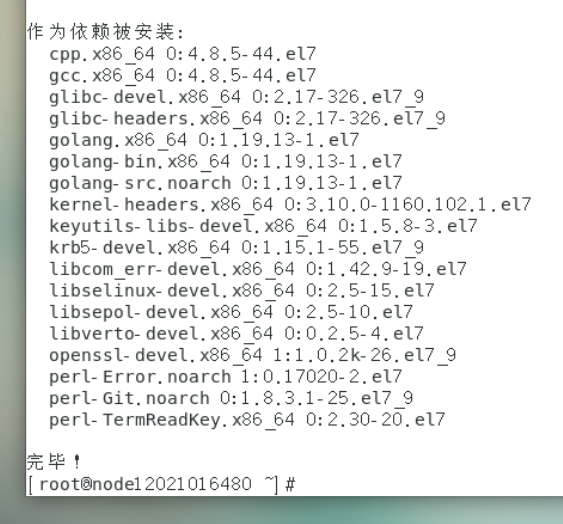 作为依赖被安装:
cpp.x86_64 0:4.8.5-44.el7
gcc.x86_64 0:4.8.5-44.el7
glibc-devel.x86_64 0:2.17-326.el7_9
glibc-headers.x86_64 0:2.17-326.el7_9
golang.x86_64 0:1.19.13-1.el7
golang-bin.x86_64 0:1.19.13-1.el7
golang-src.noarch 0:1.19.13-1.el7
kernel-headers.x86_64 0:3.10.0-1160.102.1.el7
keyutils-libs-devel.x86_64 0:1.5.8-3.el7
krb5-devel.x86_64 0:1.15.1-55.el7_9
libcom_err-devel.x86_64 0:1.42.9-19.el7
libselinux-devel.x86_64 0:2.5-15.el7
libsepol-devel.x86_64 0:2.5-10.el7
libverto-devel.x86_64 0:0.2.5-4.el7
openssl-devel.x86_64 1:1.0.2k-26.el7_9
perl-Error.noarch 1:0.17020-2.el7
perl-Git.noarch 0:1.8.3.1-25.el7_9
perl-TermReadKey.x86_64 0:2.30-20.el7
完毕！
[root@node12021016480 ~]#